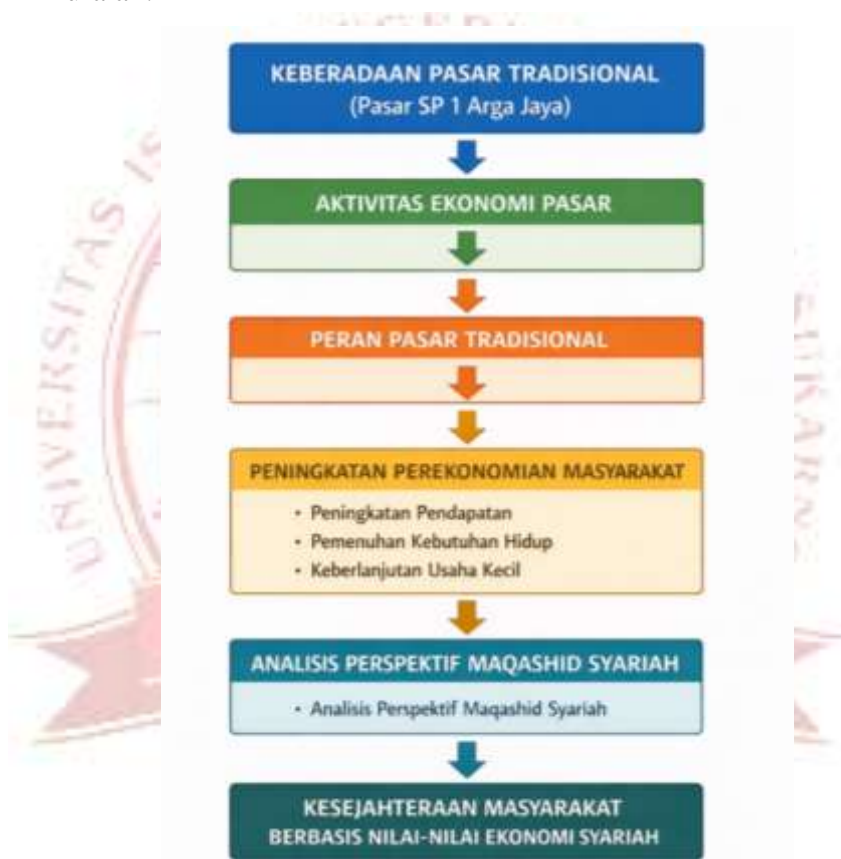 KEBERADAAN PASAR TRADISIONAL
(Pasar SP 1 Arga Jaya)
AKTIVITAS EKONOMI PASAR
PERAN PASAR TRADISIONAL
PENINGKATAN PEREKONOMIAN MASYARAKAT
• Peningkatan Pendapatan
• Pemenuhan Kebutuhan Hidup
• Keberlanjutan Usaha Kecil
ANALISIS PERSPEKTIF MAQASHID SYARIAH
• Analisis Perspektif Maqashid Syariah
KESEJAHTERAAN MASYARAKAT
BERBASIS NILAI-NILAI EKONOMI SYARIAH
UNIVERSITAS IS